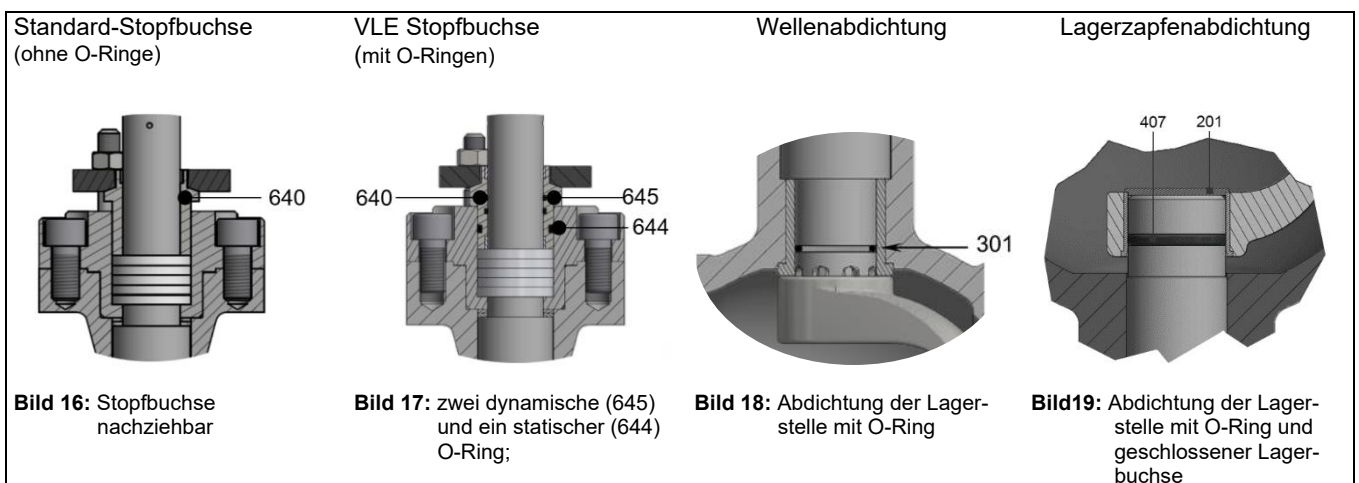 Standard-Stopfbuchse
(ohne O-Ringe)
VLE Stopfbuchse
(mit O-Ringen)
Wellenabdichtung
Lagerzapfenabdichtung
640
640
645
644
301
407
201
Bild 16: Stopfbuchse
nachziehbar
Bild 17: zwei dynamische (645)
und ein statischer (644)
O-Ring;
Bild 18: Abdichtung der Lager-
stelle mit O-Ring
Bild19: Abdichtung der Lager-
stelle mit O-Ring und
geschlossener Lager-
buchse